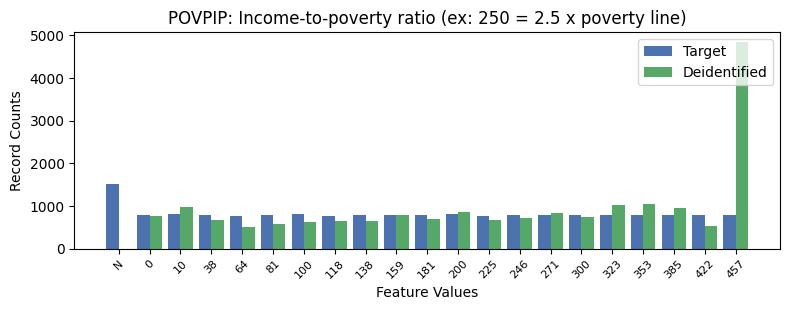 POVPIP: Income-to-poverty ratio (ex: 250 = 2.5 x poverty line)
5000
4000
3000
2000
1000
0
Record Counts
Target
Deidentified
N 0 10 38 64 81 100 118 138 159 181 200 225 246 271 300 323 353 385 422 457
Feature Values